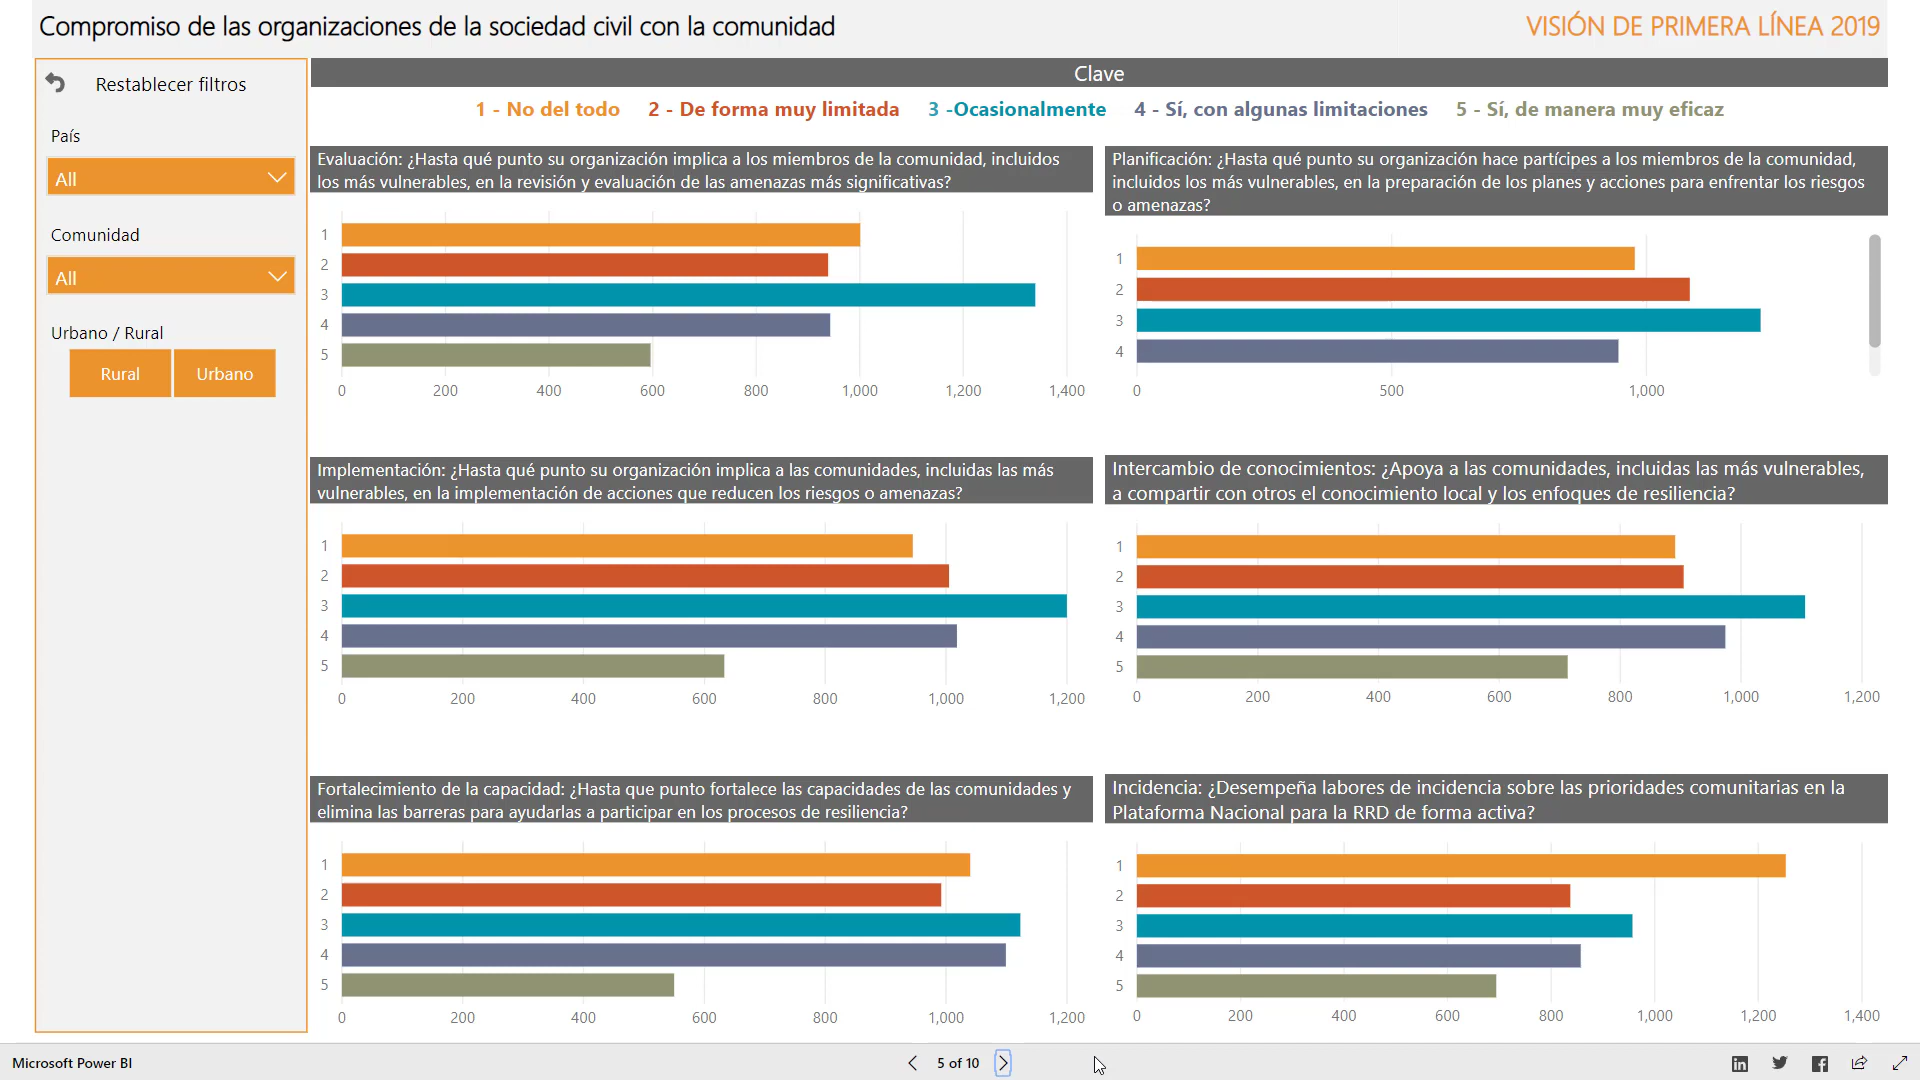 Compromiso de las organizaciones de la sociedad civil con la comunidad
VISIÓN DE PRIMERA LÍNEA 2019
Restablecer filtros
País
All
Comunidad
All
Urbano / Rural
Rural Urbano
Clave
1 - No del todo 2 - De forma muy limitada 3 -Ocasionalmente 4 - Sí, con algunas limitaciones 5 - Sí, de manera muy eficaz
Evaluación: ¿Hasta qué punto su organización implica a los miembros de la comunidad, incluidos
los más vulnerables, en la revisión y evaluación de las amenazas más significativas?
1
2
3
4
5
0 200 400 600 800 1,000 1,200 1,400
Planificación: ¿Hasta qué punto su organización hace partícipes a los miembros de la comunidad,
incluidos los más vulnerables, en la preparación de los planes y acciones para enfrentar los riesgos
o amenazas?
1
2
3
4
0 500 1,000
Implementación: ¿Hasta qué punto su organización implica a las comunidades, incluidas las más
vulnerables, en la implementación de acciones que reducen los riesgos o amenazas?
1
2
3
4
5
0 200 400 600 800 1,000 1,200
Intercambio de conocimientos: ¿Apoya a las comunidades, incluidas las más vulnerables,
a compartir con otros el conocimiento local y los enfoques de resiliencia?
1
2
3
4
5
0 200 400 600 800 1,000 1,200
Fortalecimiento de la capacidad: ¿Hasta que punto fortalece las capacidades de las comunidades y
elimina las barreras para ayudarlas a participar en los procesos de resiliencia?
1
2
3
4
5
0 200 400 600 800 1,000 1,200
Incidencia: ¿Desempeña labores de incidencia sobre las prioridades comunitarias en la
Plataforma Nacional para la RRD de forma activa?
1
2
3
4
5
0 200 400 600 800 1,000 1,200 1,400
Microsoft Power BI
5 of 10